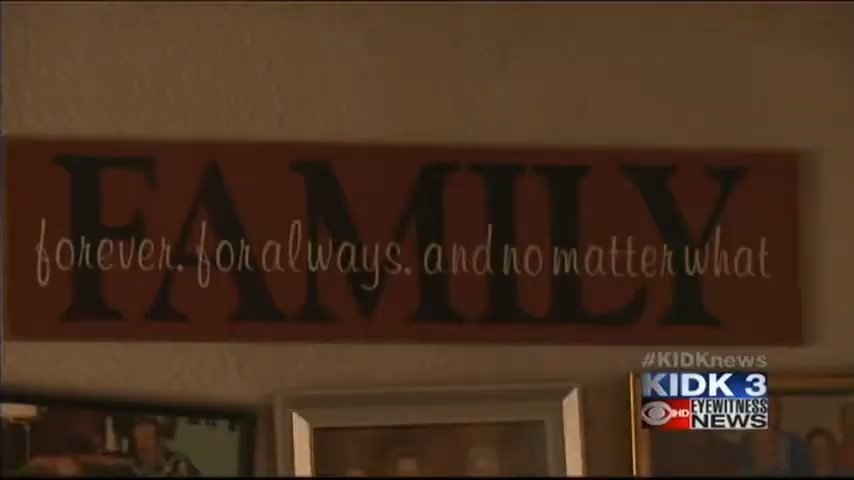 FAMILY
forever. for always. and no matter what
#KIDKnews
KIDK 3
HD EYEWITNESS
NEWS